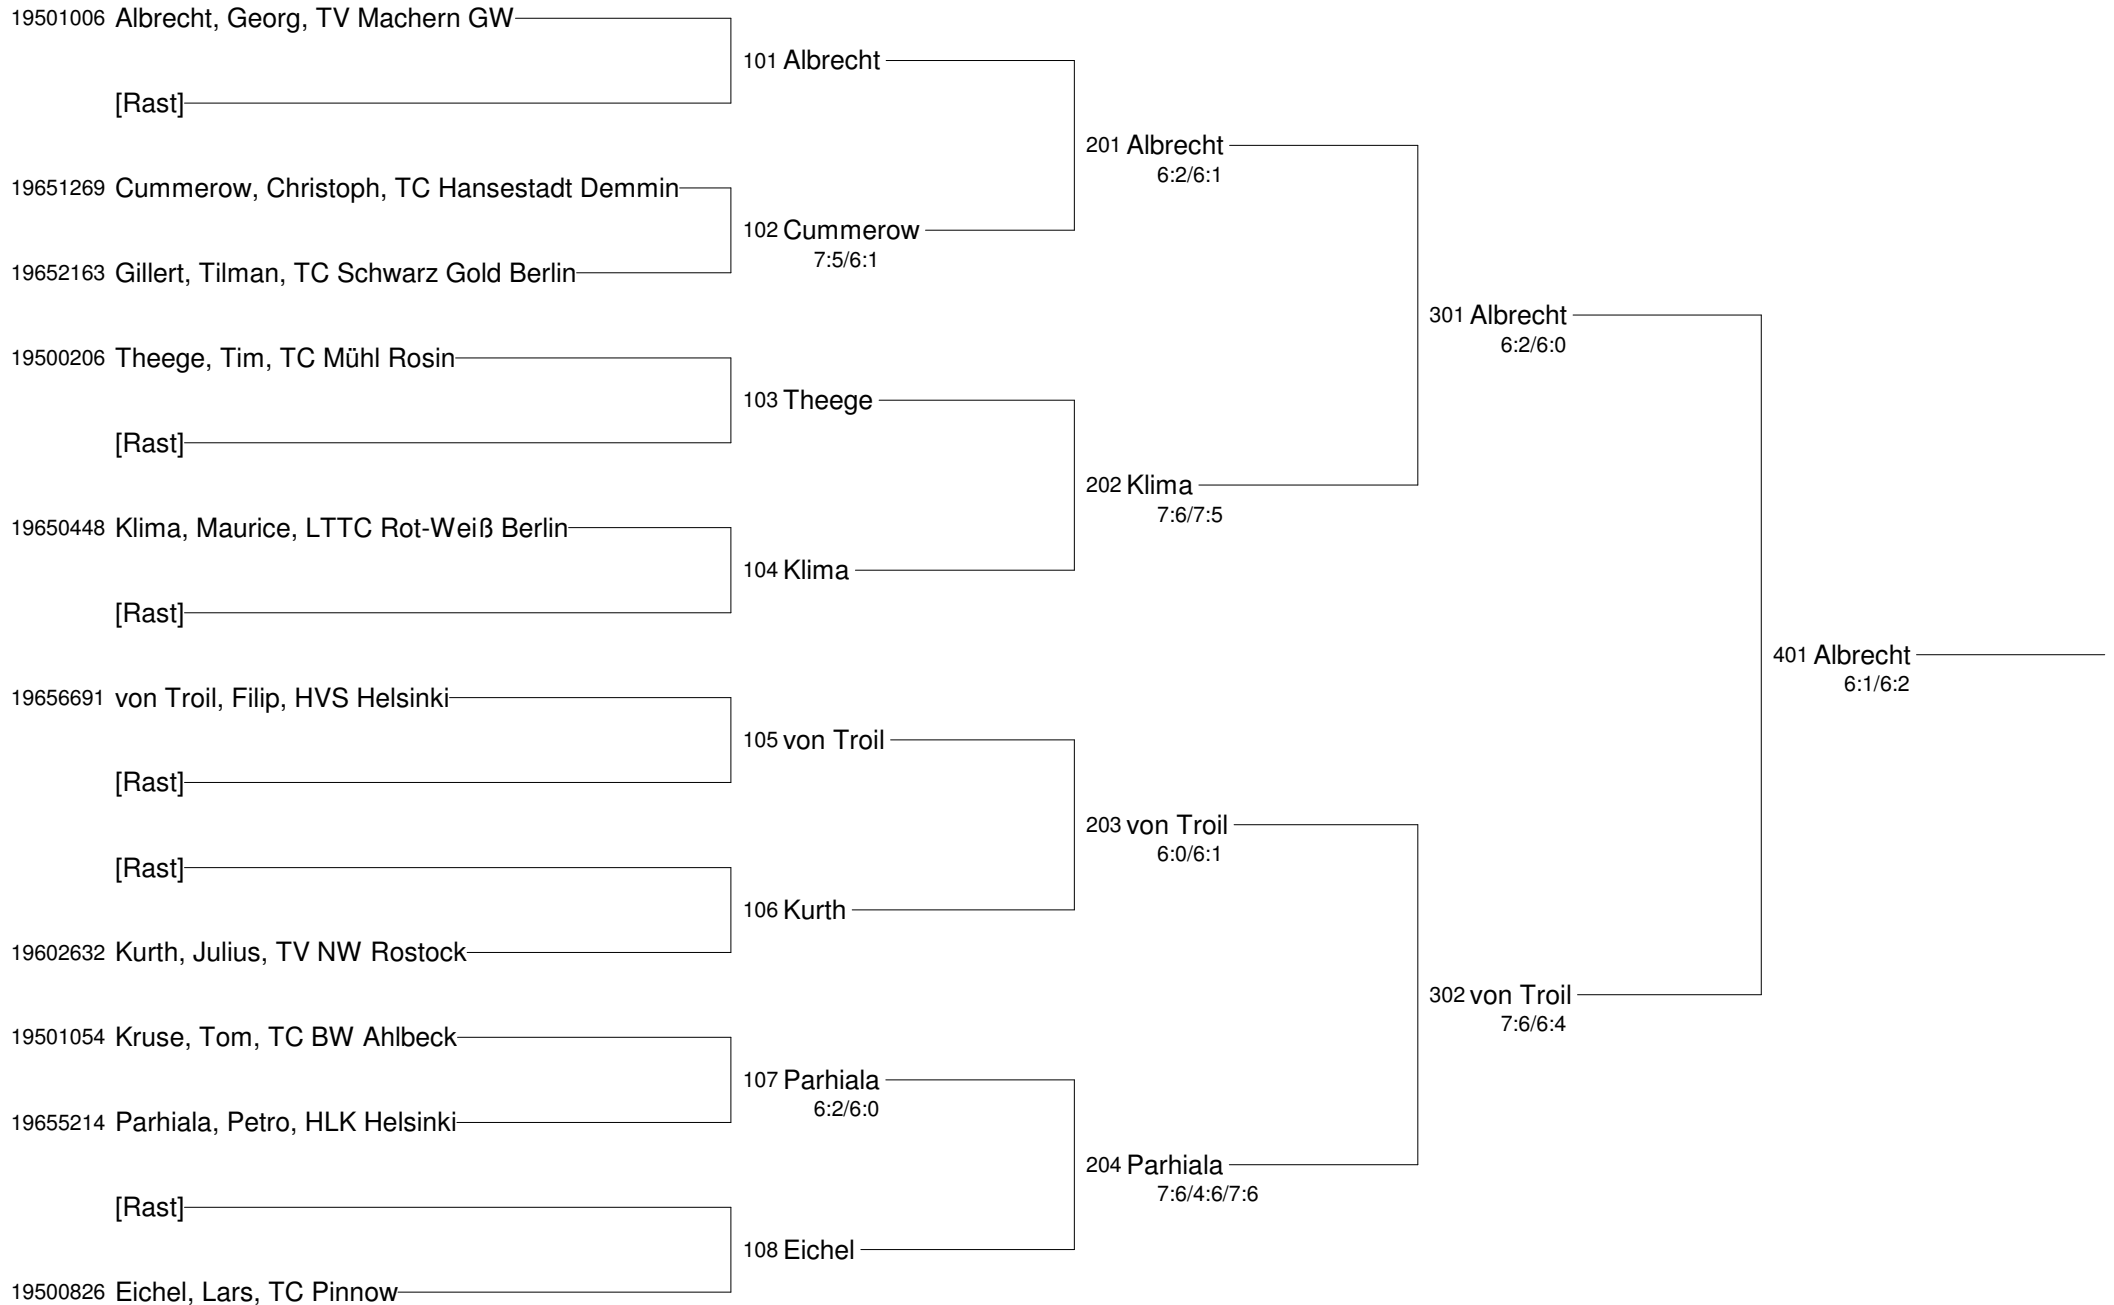 19501006 Albrecht, Georg, TV Machern GW
101 Albrecht
[Rast]
201 Albrecht
6:2/6:1
19651269 Cummerow, Christoph, TC Hansestadt Demmin
102 Cummerow
7:5/6:1
19652163 Gillert, Tilman, TC Schwarz Gold Berlin
301 Albrecht
6:2/6:0
19500206 Theege, Tim, TC Mühl Rosin
103 Theege
[Rast]
202 Klima
7:6/7:5
19650448 Klima, Maurice, LTTC Rot-Weiß Berlin
104 Klima
[Rast]
401 Albrecht
6:1/6:2
19656691 von Troil, Filip, HVS Helsinki
105 von Troil
[Rast]
203 von Troil
6:0/6:1
[Rast]
106 Kurth
19602632 Kurth, Julius, TV NW Rostock
302 von Troil
7:6/6:4
19501054 Kruse, Tom, TC BW Ahlbeck
107 Parhiala
6:2/6:0
19655214 Parhiala, Petro, HLK Helsinki
204 Parhiala
7:6/4:6/7:6
[Rast]
108 Eichel
19500826 Eichel, Lars, TC Pinnow